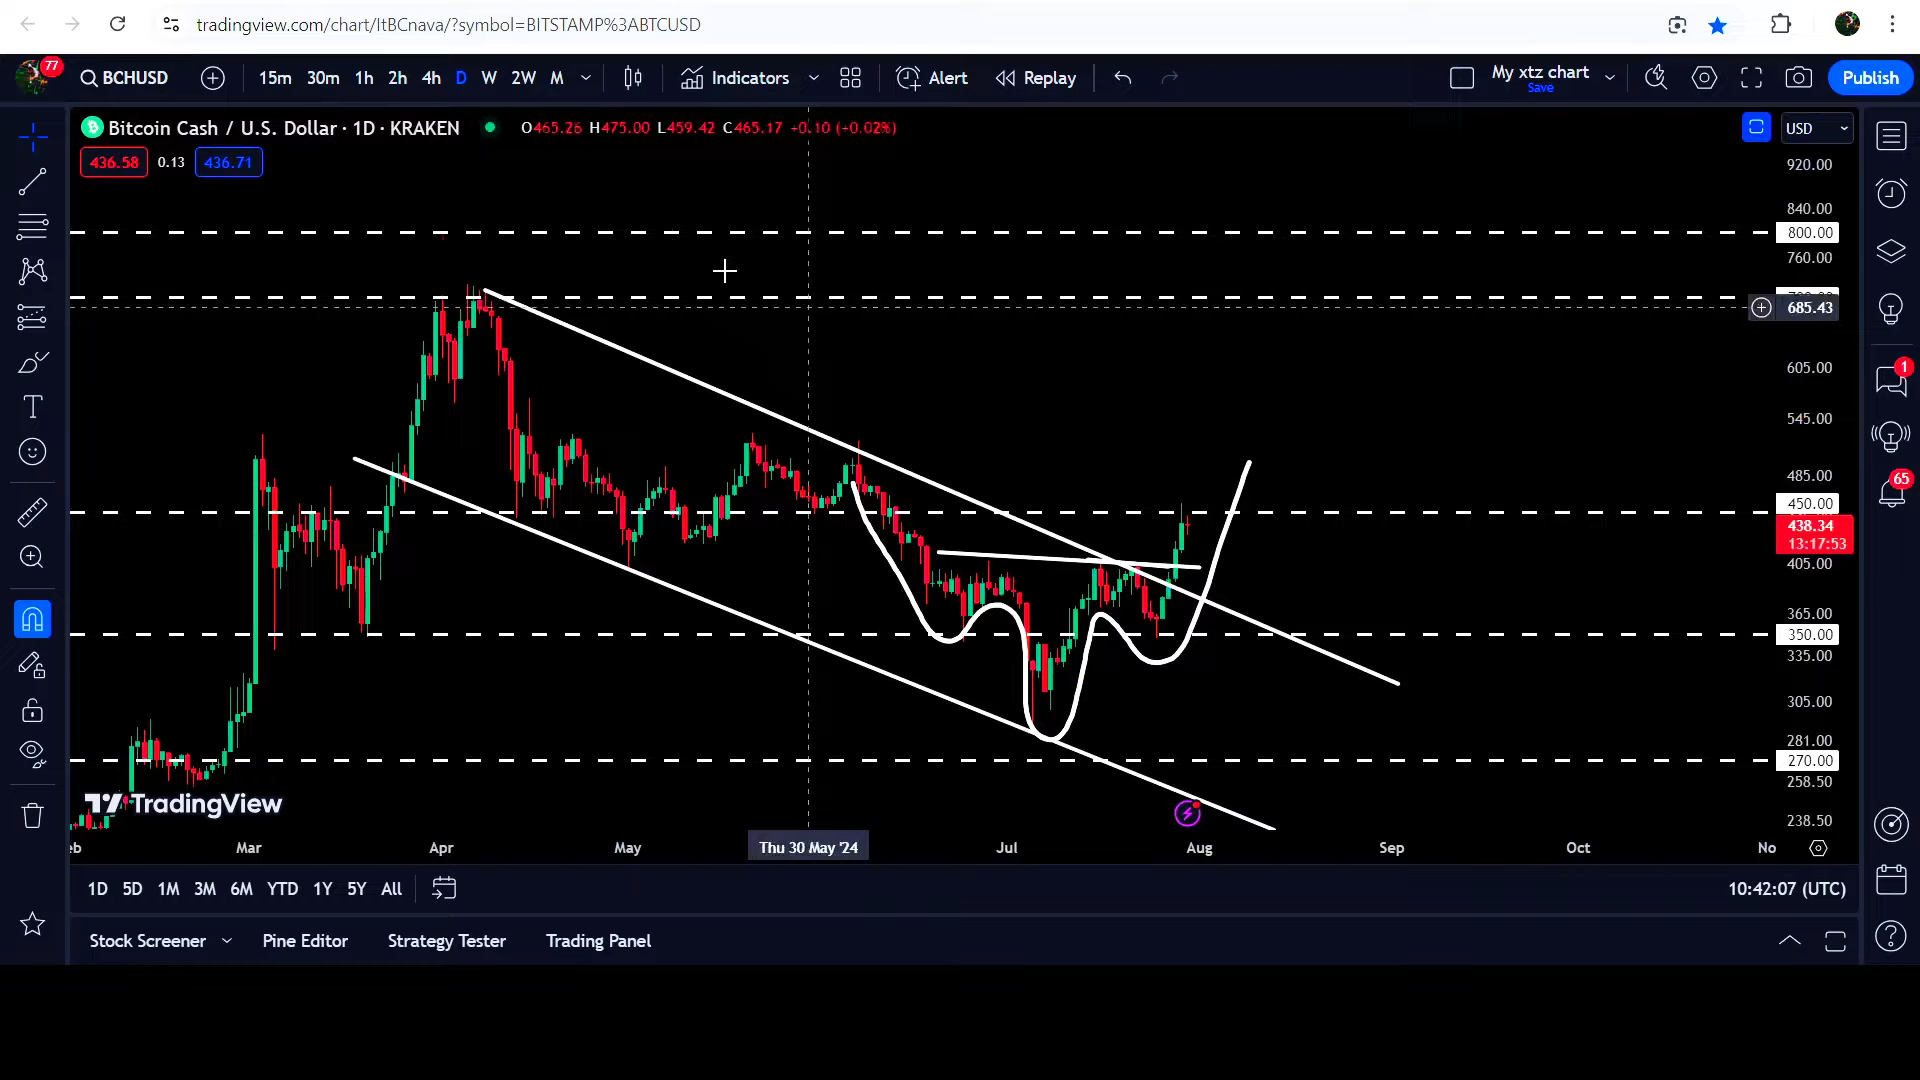 tradingview.com/chart/ItBCnava/?symbol=BITSTAMP%3ABTCUSD
77 BCHUSD 15m 30m 1h 2h 4h D W 2W M Indicators Alert Replay My xtz chart Save Publish
Bitcoin Cash / U.S. Dollar · 1D · KRAKEN O465.26 H475.00 L459.42 C465.17 +0.10 (+0.02%) USD
436.58 0.13 436.71
920.00
840.00
800.00
760.00
685.43
605.00
1
545.00
485.00
65
450.00
438.34
13:17:53
405.00
365.00
350.00
335.00
305.00
281.00
270.00
258.50
TradingView
238.50
eb Mar Apr May Thu 30 May '24 Jul Aug Sep Oct No
1D 5D 1M 3M 6M YTD 1Y 5Y All 10:42:07 (UTC)
Stock Screener Pine Editor Strategy Tester Trading Panel